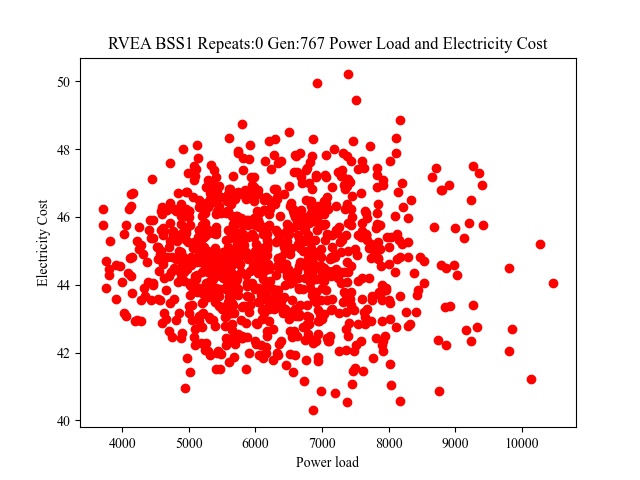 RVEA BSS1 Repeats:0 Gen:767 Power Load and Electricity Cost
50
48
46
44
42
40
Electricity Cost
4000 5000 6000 7000 8000 9000 10000
Power load